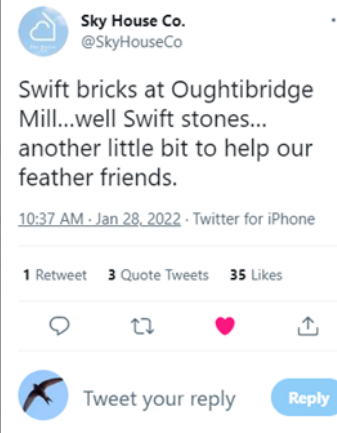 Sky House Co.
@SkyHouseCo
Swift bricks at Oughtibridge
Mill...well Swift stones...
another little bit to help our
feather friends.
10:37 AM · Jan 28, 2022 · Twitter for iPhone
1 Retweet 3 Quote Tweets 35 Likes
Tweet your reply
Reply